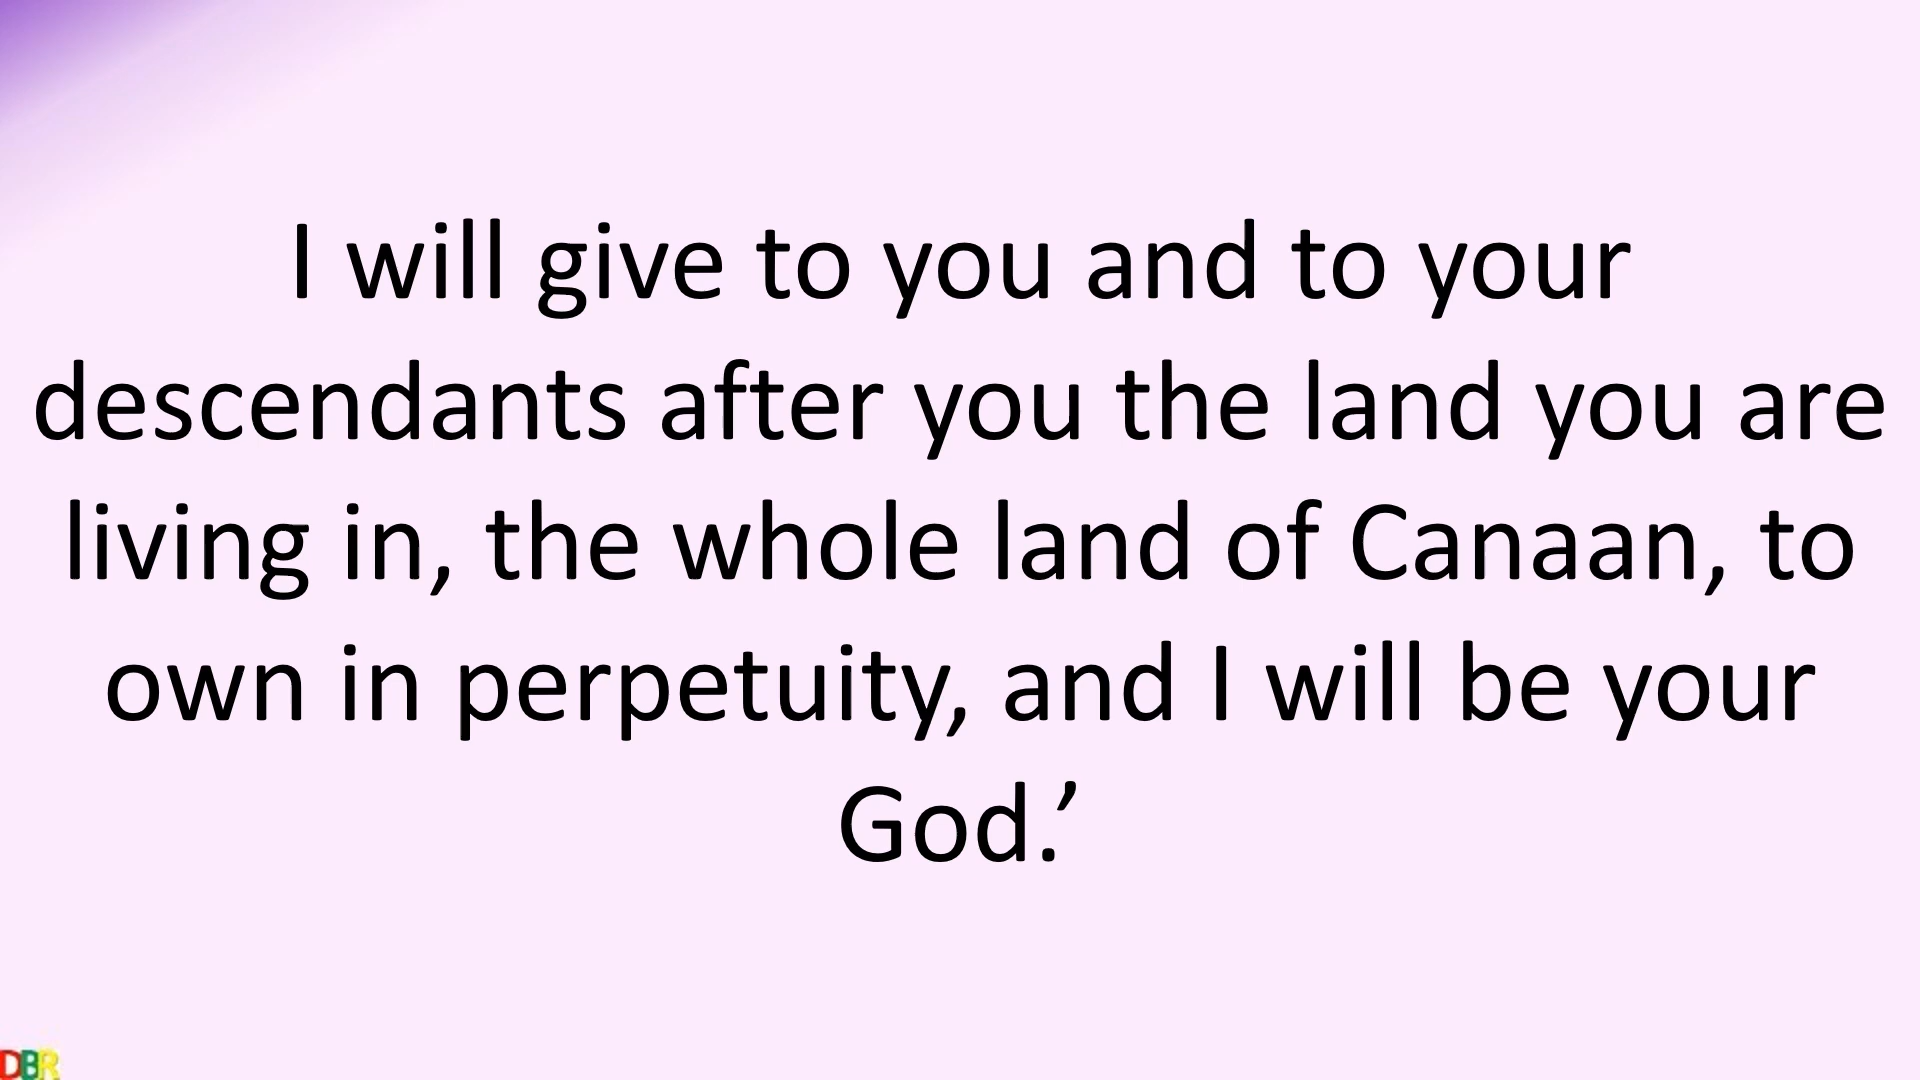 I will give to you and to your
descendants after you the land you are
living in, the whole land of Canaan, to
own in perpetuity, and I will be your
God.’
DBR